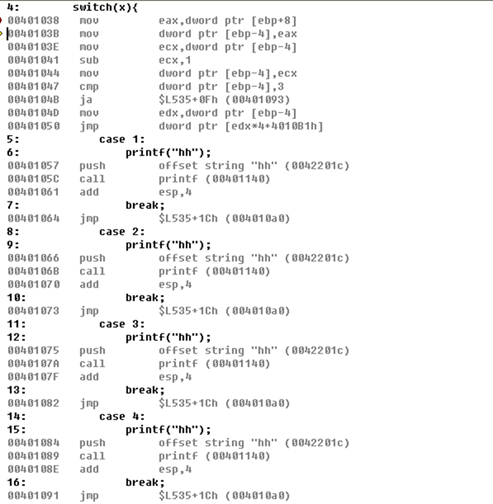 4: switch(x){
00401038 mov eax,dword ptr [ebp+8]
0040103B mov dword ptr [ebp-4],eax
0040103E mov ecx,dword ptr [ebp-4]
00401041 sub ecx,1
00401044 mov dword ptr [ebp-4],ecx
00401047 cmp dword ptr [ebp-4],3
0040104B ja $L535+0Fh (00401093)
0040104D mov edx,dword ptr [ebp-4]
00401050 jmp dword ptr [edx*4+4010B1h]
5: case 1:
6: printf("hh");
00401057 push offset string "hh" (0042201c)
0040105C call printf (00401140)
00401061 add esp,4
7: break;
00401064 jmp $L535+1Ch (004010a0)
8: case 2:
9: printf("hh");
00401066 push offset string "hh" (0042201c)
0040106B call printf (00401140)
00401070 add esp,4
10: break;
00401073 jmp $L535+1Ch (004010a0)
11: case 3:
12: printf("hh");
00401075 push offset string "hh" (0042201c)
0040107A call printf (00401140)
0040107F add esp,4
13: break;
00401082 jmp $L535+1Ch (004010a0)
14: case 4:
15: printf("hh");
00401084 push offset string "hh" (0042201c)
00401089 call printf (00401140)
0040108E add esp,4
16: break;
00401091 jmp $L535+1Ch (004010a0)